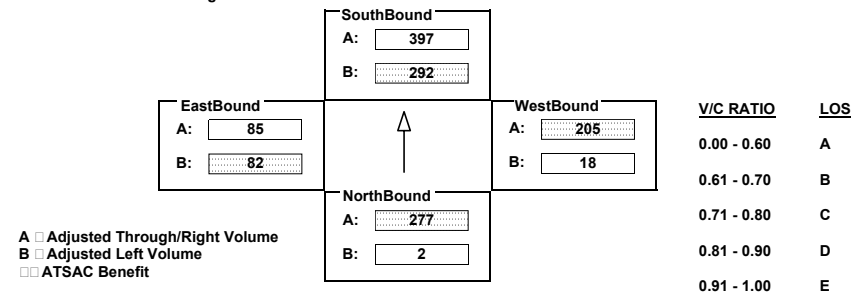 SouthBound
A: 397
B: 292
EastBound
A: 85
B: 82
WestBound
A: 205
B: 18
NorthBound
A: 277
B: 2
A □ Adjusted Through/Right Volume
B □ Adjusted Left Volume
□□ ATSAC Benefit
V/C RATIO LOS
0.00 - 0.60 A
0.61 - 0.70 B
0.71 - 0.80 C
0.81 - 0.90 D
0.91 - 1.00 E